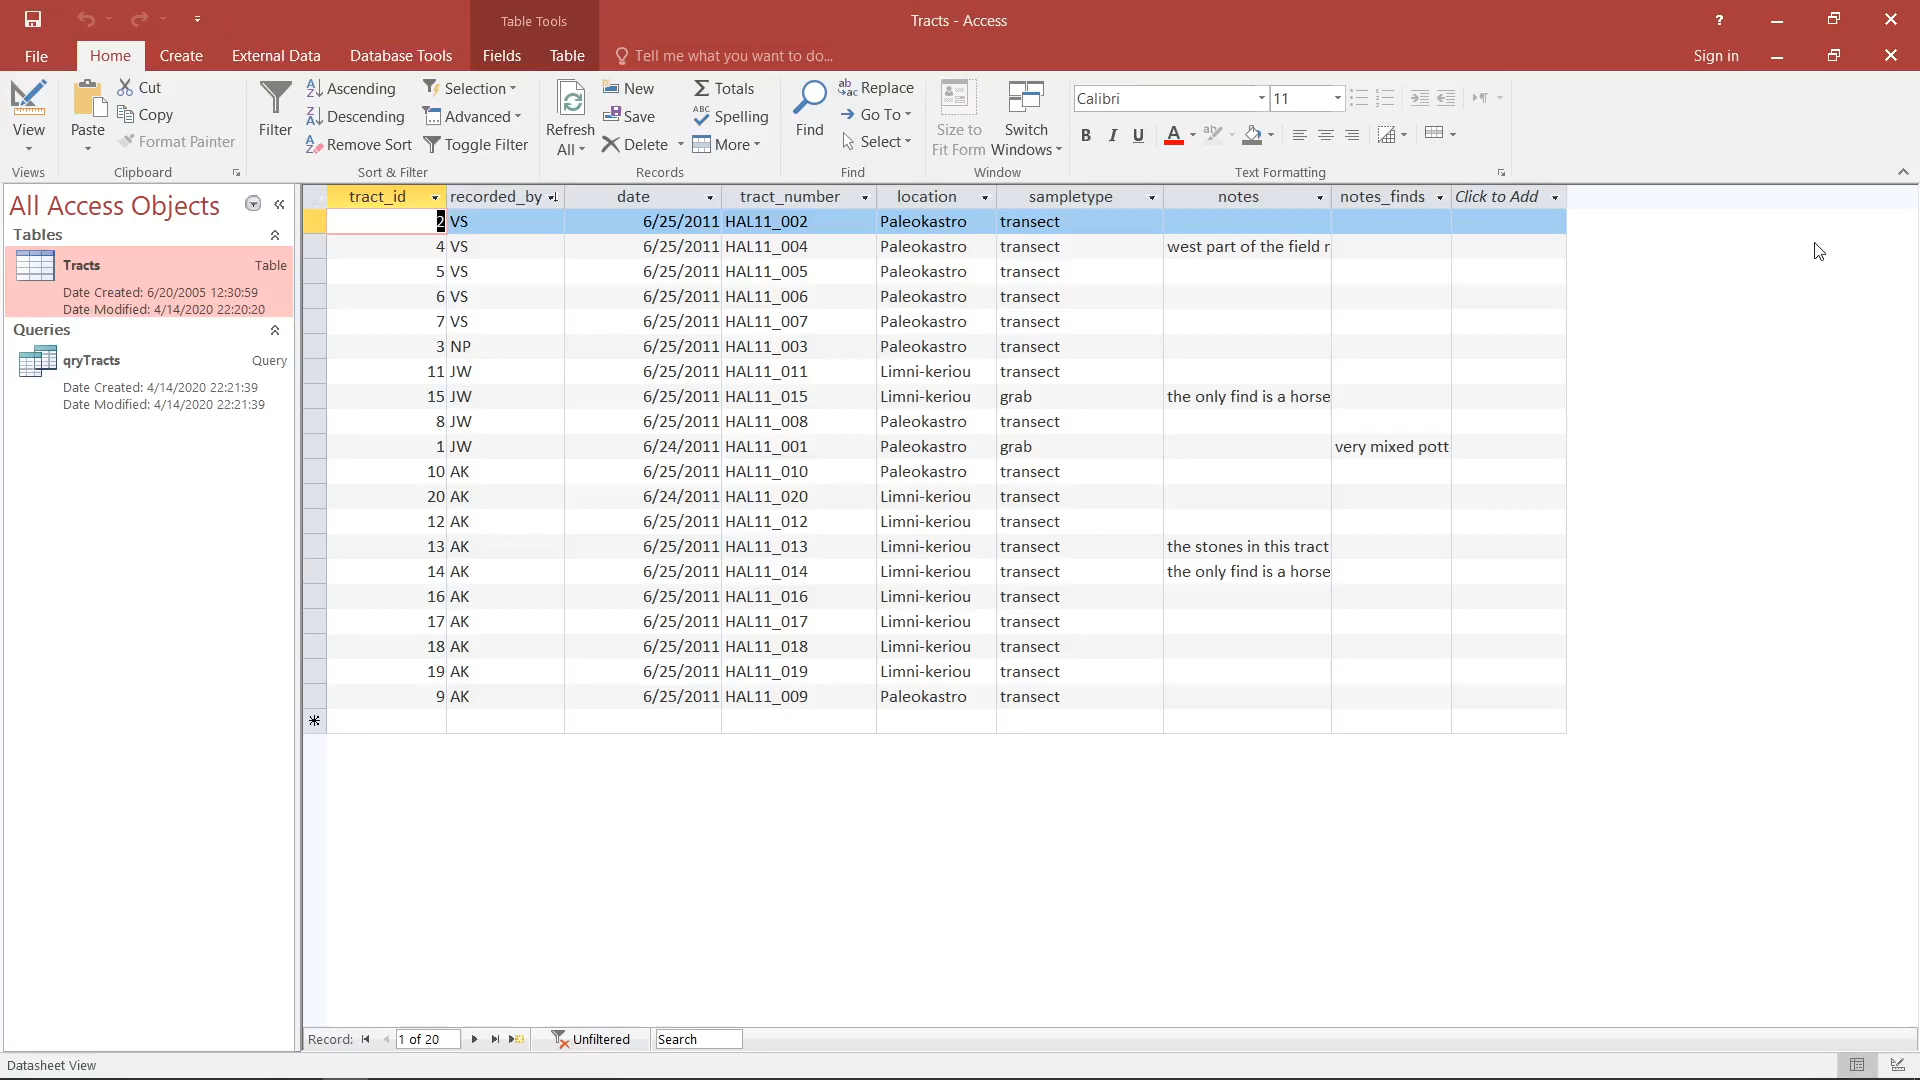 Table Tools
Tracts - Access
?
File Home Create External Data Database Tools Fields Table Tell me what you want to do...
Sign in
View
Views
Paste
Cut
Copy
Format Painter
Clipboard
Filter
Ascending
Descending
Remove Sort
Selection
Advanced
Toggle Filter
Sort & Filter
Refresh All
New
Save
Delete
Totals
Spelling
More
Records
Find
Replace
Go To
Select
Find
Size to Fit Form
Switch Windows
Window
Calibri 11
B I U A
Text Formatting
All Access Objects
Tables
Tracts Table
Date Created: 6/20/2005 12:30:59
Date Modified: 4/14/2020 22:20:20
Queries
qryTracts Query
Date Created: 4/14/2020 22:21:39
Date Modified: 4/14/2020 22:21:39
tract_id recorded_by date tract_number location sampletype notes notes_finds Click to Add
2 VS 6/25/2011 HAL11_002 Paleokastro transect
4 VS 6/25/2011 HAL11_004 Paleokastro transect west part of the field r
5 VS 6/25/2011 HAL11_005 Paleokastro transect
6 VS 6/25/2011 HAL11_006 Paleokastro transect
7 VS 6/25/2011 HAL11_007 Paleokastro transect
3 NP 6/25/2011 HAL11_003 Paleokastro transect
11 JW 6/25/2011 HAL11_011 Limni-keriou transect
15 JW 6/25/2011 HAL11_015 Limni-keriou grab the only find is a horse
8 JW 6/25/2011 HAL11_008 Paleokastro transect
1 JW 6/24/2011 HAL11_001 Paleokastro grab very mixed pott
10 AK 6/25/2011 HAL11_010 Paleokastro transect
20 AK 6/24/2011 HAL11_020 Limni-keriou transect
12 AK 6/25/2011 HAL11_012 Limni-keriou transect
13 AK 6/25/2011 HAL11_013 Limni-keriou transect the stones in this tract
14 AK 6/25/2011 HAL11_014 Limni-keriou transect the only find is a horse
16 AK 6/25/2011 HAL11_016 Limni-keriou transect
17 AK 6/25/2011 HAL11_017 Limni-keriou transect
18 AK 6/25/2011 HAL11_018 Limni-keriou transect
19 AK 6/25/2011 HAL11_019 Limni-keriou transect
9 AK 6/25/2011 HAL11_009 Paleokastro transect
Record: 1 of 20 Unfiltered Search
Datasheet View